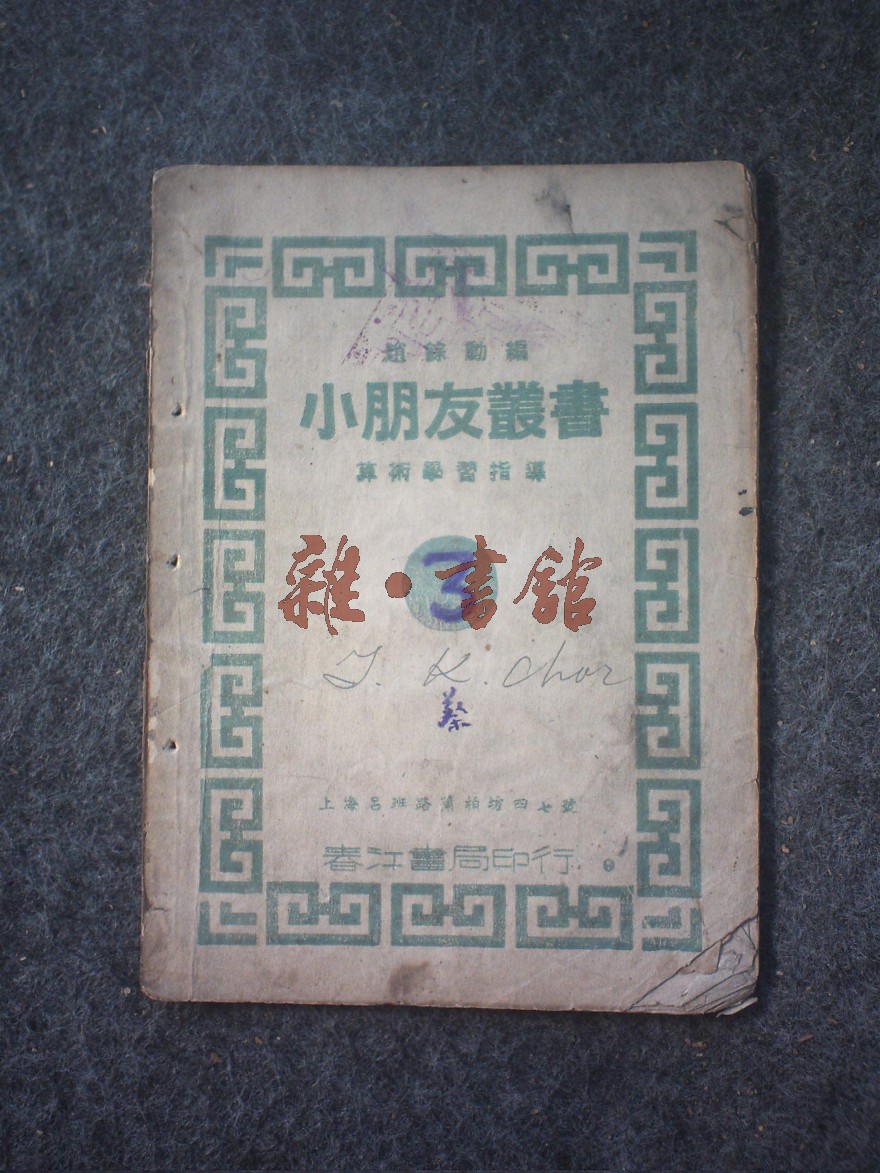 趙餘勳編
小朋友叢書
算術學習指導
3
雜·書館
J. K. Chor
蔡
上海呂班路蒲柏坊四七號
春江書局印行